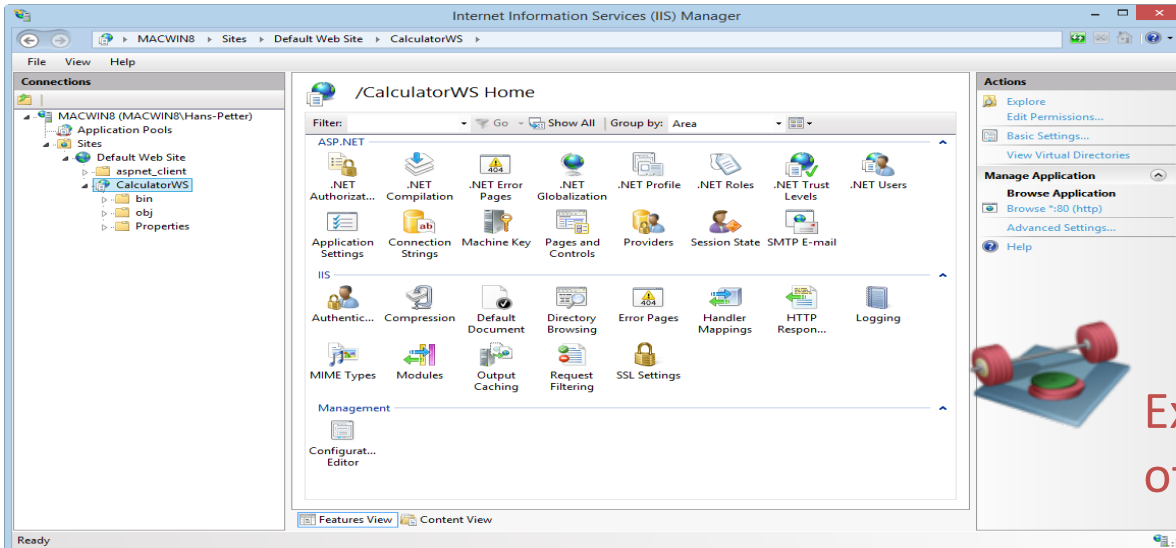 Internet Information Services (IIS) Manager
MACWIN8 Sites Default Web Site CalculatorWS
File View Help
Connections
MACWIN8 (MACWIN8\Hans-Petter)
Application Pools
Sites
Default Web Site
aspnet_client
CalculatorWS
bin
obj
Properties
/CalculatorWS Home
Filter: Go Show All Group by: Area
ASP.NET
.NET Authorizat...
.NET Compilation
.NET Error Pages
.NET Globalization
.NET Profile
.NET Roles
.NET Trust Levels
.NET Users
Application Settings
Connection Strings
Machine Key
Pages and Controls
Providers
Session State
SMTP E-mail
IIS
Authentic...
Compression
Default Document
Directory Browsing
Error Pages
Handler Mappings
HTTP Respon...
Logging
MIME Types
Modules
Output Caching
Request Filtering
SSL Settings
Management
Configurat... Editor
Features View Content View
Ready
Actions
Explore
Edit Permissions...
Basic Settings...
View Virtual Directories
Manage Application
Browse Application
Browse *:80 (http)
Advanced Settings...
Help